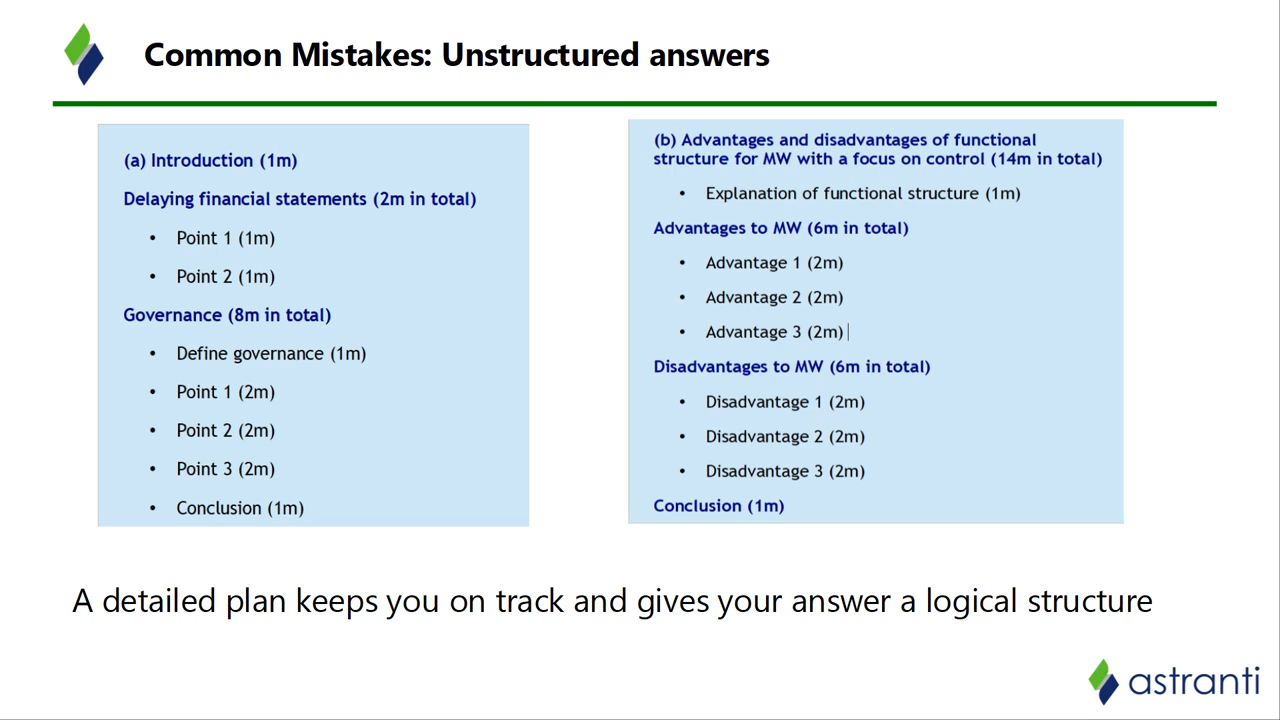 Common Mistakes: Unstructured answers
(a) Introduction (1m)
Delaying financial statements (2m in total)
• Point 1 (1m)
• Point 2 (1m)
Governance (8m in total)
• Define governance (1m)
• Point 1 (2m)
• Point 2 (2m)
• Point 3 (2m)
• Conclusion (1m)
(b) Advantages and disadvantages of functional
structure for MW with a focus on control (14m in total)
• Explanation of functional structure (1m)
Advantages to MW (6m in total)
• Advantage 1 (2m)
• Advantage 2 (2m)
• Advantage 3 (2m)
Disadvantages to MW (6m in total)
• Disadvantage 1 (2m)
• Disadvantage 2 (2m)
• Disadvantage 3 (2m)
Conclusion (1m)
A detailed plan keeps you on track and gives your answer a logical structure
astranti